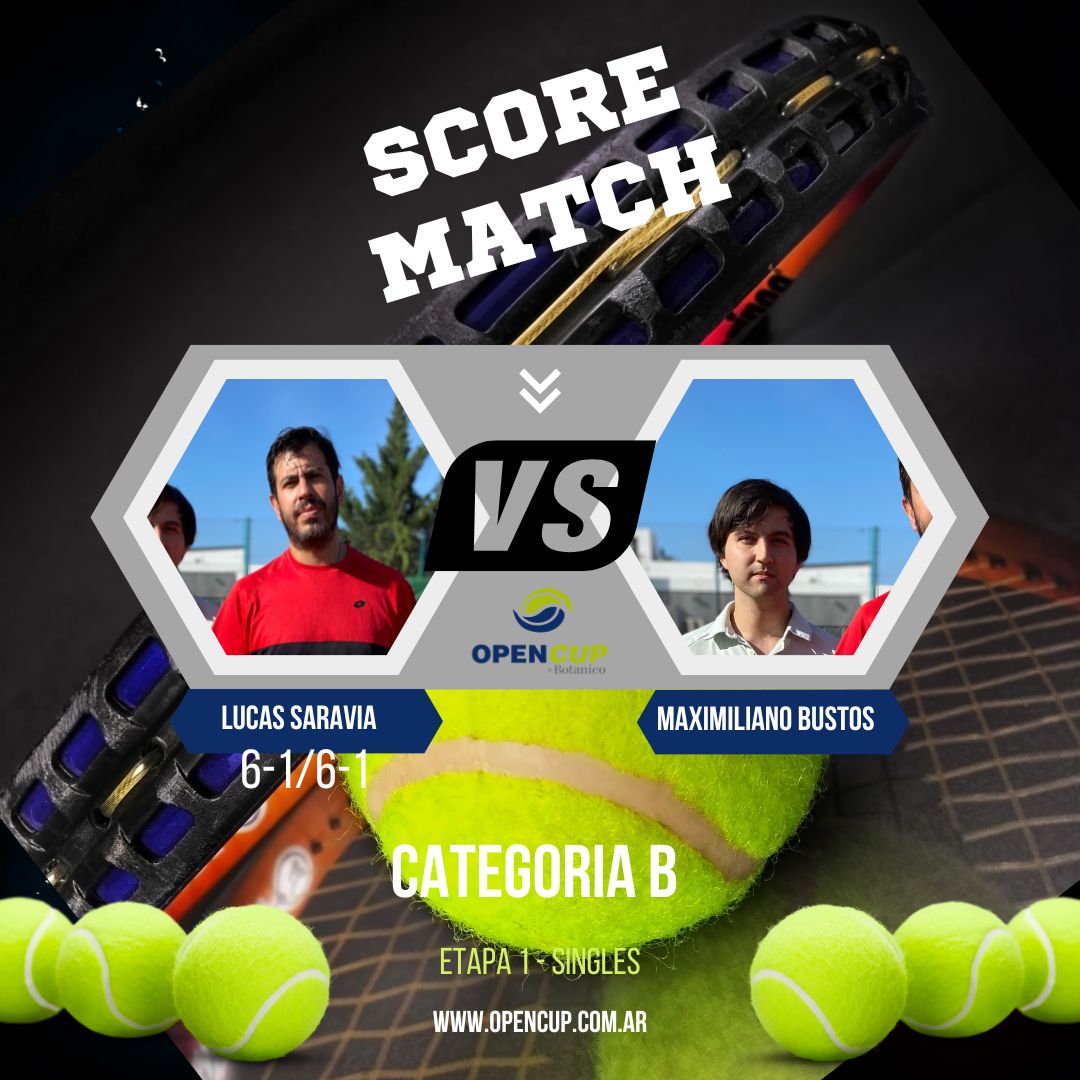 SCORE
MATCH
VS
OPENCUP
Botanico
LUCAS SARAVIA
MAXIMILIANO BUSTOS
6-1/6-1
CATEGORIA B
ETAPA 1 - SINGLES
WWW.OPENCUP.COM.AR